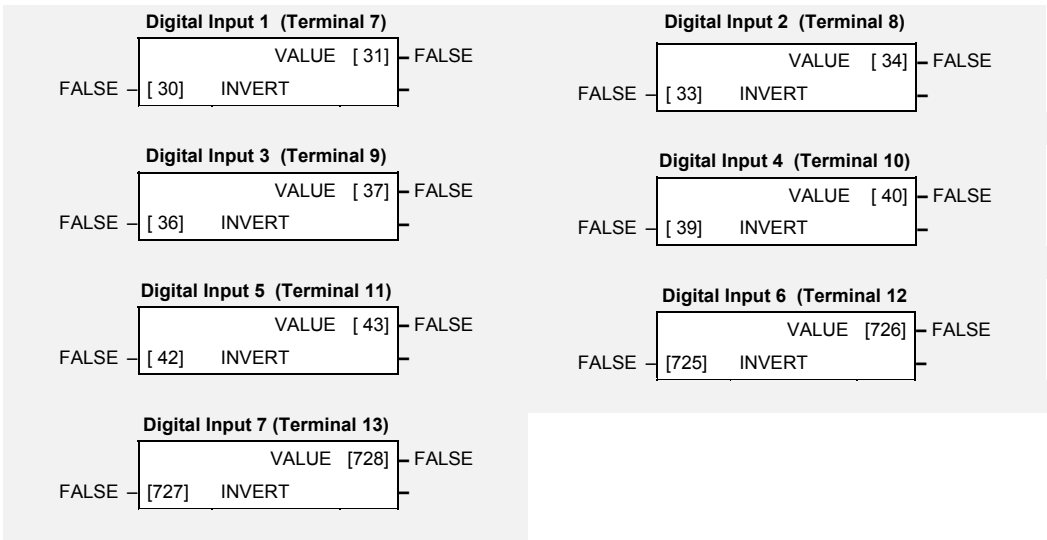 Digital Input 1 (Terminal 7)
VALUE [ 31] – FALSE
FALSE – [ 30] INVERT –
Digital Input 2 (Terminal 8)
VALUE [ 34] – FALSE
FALSE – [ 33] INVERT –
Digital Input 3 (Terminal 9)
VALUE [ 37] – FALSE
FALSE – [ 36] INVERT –
Digital Input 4 (Terminal 10)
VALUE [ 40] – FALSE
FALSE – [ 39] INVERT –
Digital Input 5 (Terminal 11)
VALUE [ 43] – FALSE
FALSE – [ 42] INVERT –
Digital Input 6 (Terminal 12
VALUE [726] – FALSE
FALSE – [725] INVERT –
Digital Input 7 (Terminal 13)
VALUE [728] – FALSE
FALSE – [727] INVERT –